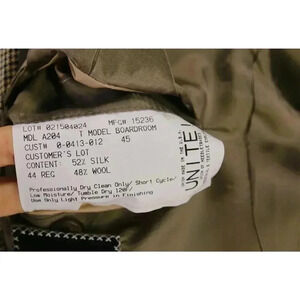 LOT# 021504024 MFG# 15236
MDL A204 T MODEL BOARDROOM
CUST# 0-0413-012 45
CUSTOMER'S LOT
CONTENT: 52% SILK
44 REG 48% WOOL
Professionally Dry Clean Only/ Short Cycle/
Low Moisture/ Tumble Dry 120F/
Use Only Light Pressure in Finishing
UNITE